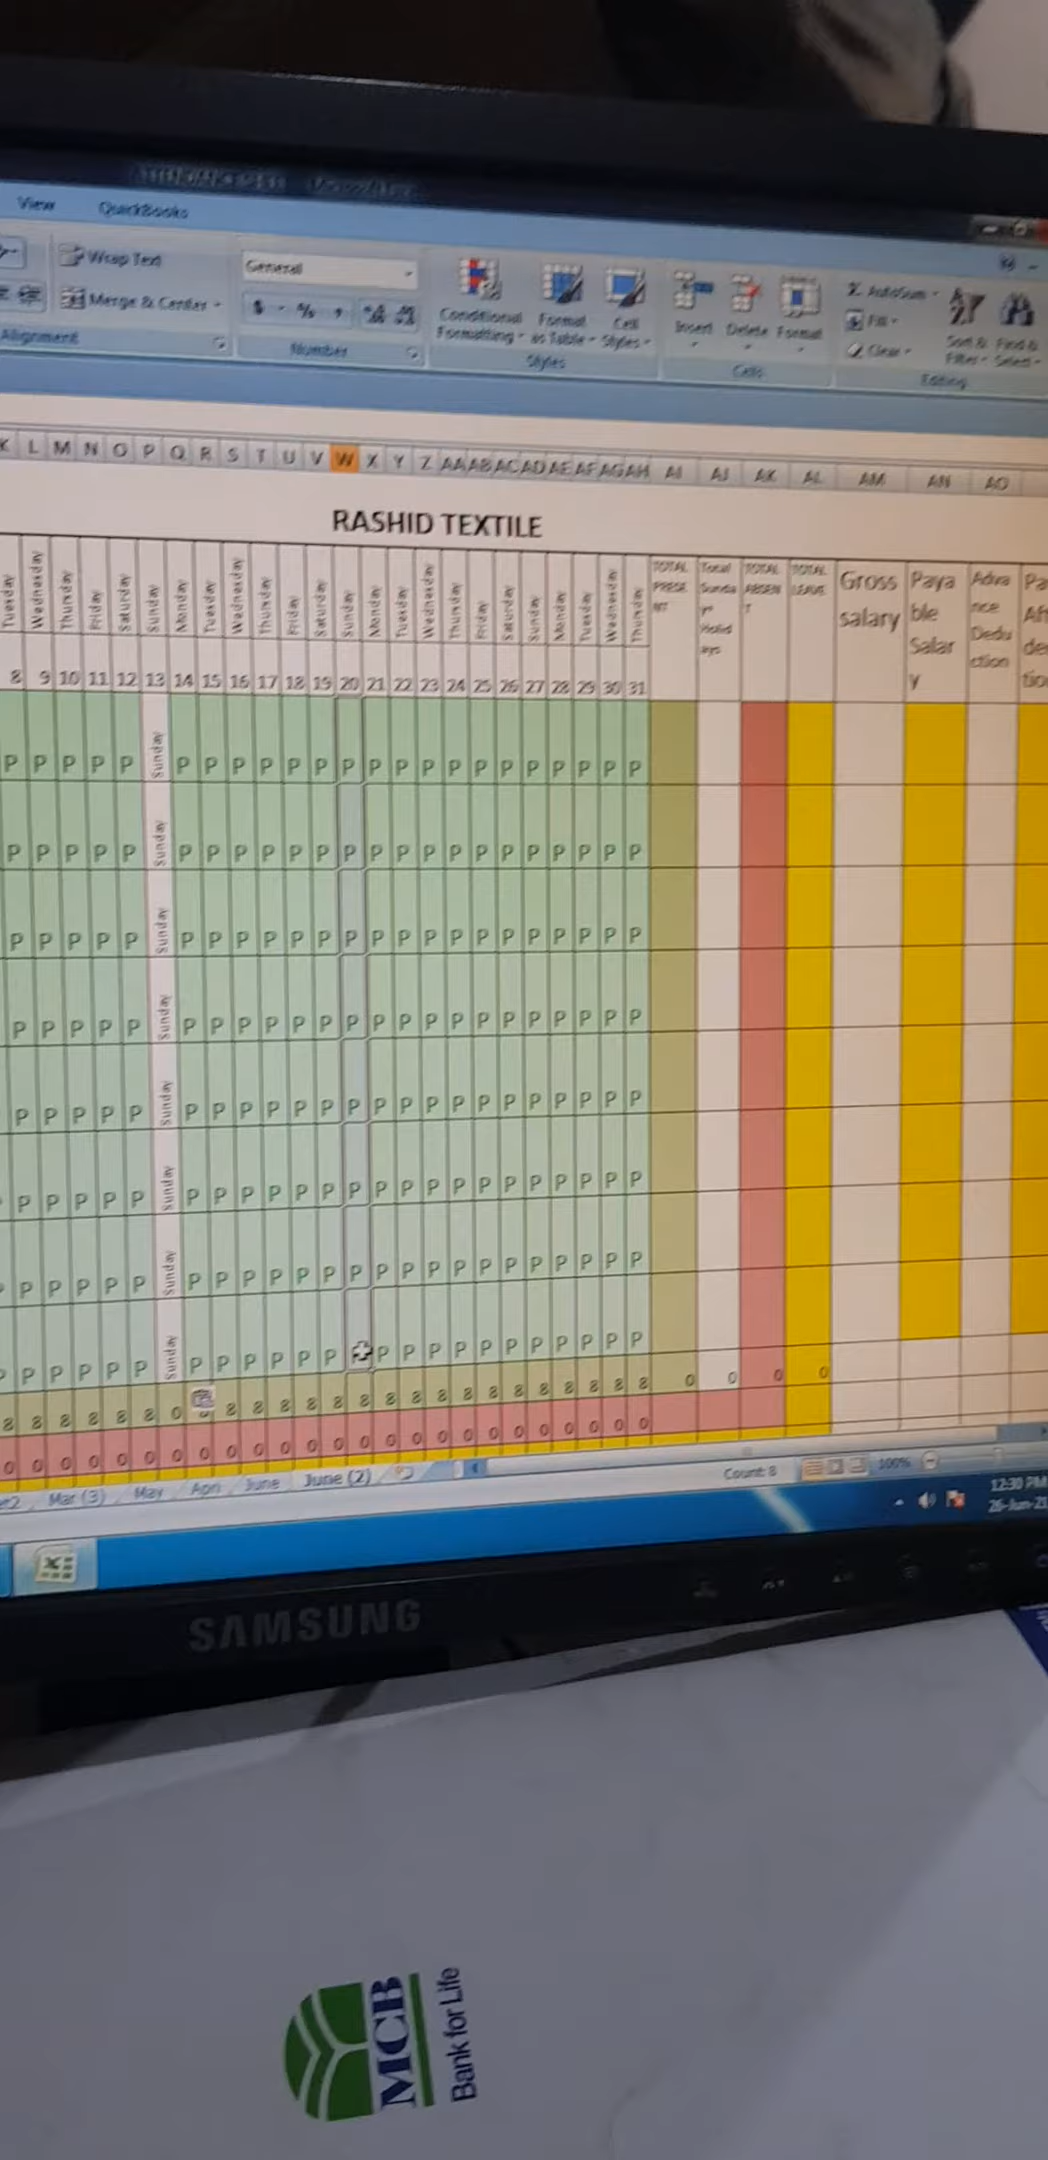 View QuickBooks
Wrap Text General
Merge & Center $ % , Conditional Formatting Format as Table Cell Styles Insert Delete Format Σ AutoSum Fill Clear Sort & Filter Find & Select
Alignment Number Styles Cells Editing
K L M N O P Q R S T U V W X Y Z AA AB AC AD AE AF AG AH AI AJ AK AL AM AN AO
RASHID TEXTILE
Tuesday Wednesday Thursday Friday Saturday Sunday Monday Tuesday Wednesday Thursday Friday Saturday Sunday Monday Tuesday Wednesday Thursday Friday Saturday Sunday Monday Tuesday Wednesday Thursday TOTAL PRESENT Total Sundays Holidays TOTAL ABSENT TOTAL LEAVE Gross salary Payable Salary Advance Deduction
8 9 10 11 12 13 14 15 16 17 18 19 20 21 22 23 24 25 26 27 28 29 30 31
P P P P P Sunday P P P P P P P P P P P P P P P P P P
P P P P P Sunday P P P P P P P P P P P P P P P P P P
P P P P P Sunday P P P P P P P P P P P P P P P P P P
P P P P P Sunday P P P P P P P P P P P P P P P P P P
P P P P P Sunday P P P P P P P P P P P P P P P P P P
P P P P P Sunday P P P P P P P P P P P P P P P P P P
P P P P P Sunday P P P P P P P P P P P P P P P P P P
P P P P P Sunday P P P P P P P P P P P P P P P P P
8 8 8 8 8 8 0 8 8 8 8 8 8 8 8 8 8 8 8 8 8 8 8 0 0 0 0
0 0 0 0 0 0 0 0 0 0 0 0 0 0 0 0 0 0 0 0 0 0 0 0
Mar (3) May Apri June June (2)
Count: 8 100%
12:30 PM
26-Jun-21
SAMSUNG
MCB
Bank for Life